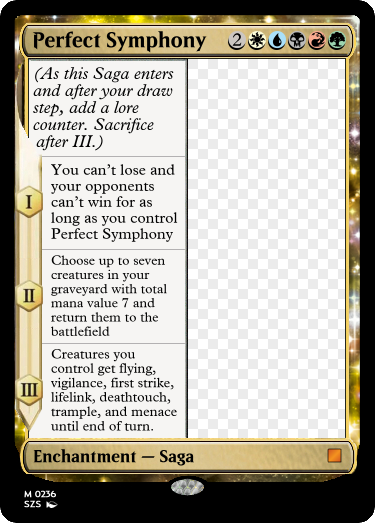 Perfect Symphony 2
(As this Saga enters
and after your draw
step, add a lore
counter. Sacrifice
after III.)
I
You can't lose and
your opponents
can't win for as
long as you control
Perfect Symphony
II
Choose up to seven
creatures in your
graveyard with total
mana value 7 and
return them to the
battlefield
III
Creatures you
control get flying,
vigilance, first strike,
lifelink, deathtouch,
trample, and menace
until end of turn.
Enchantment — Saga
M 0236
SZS